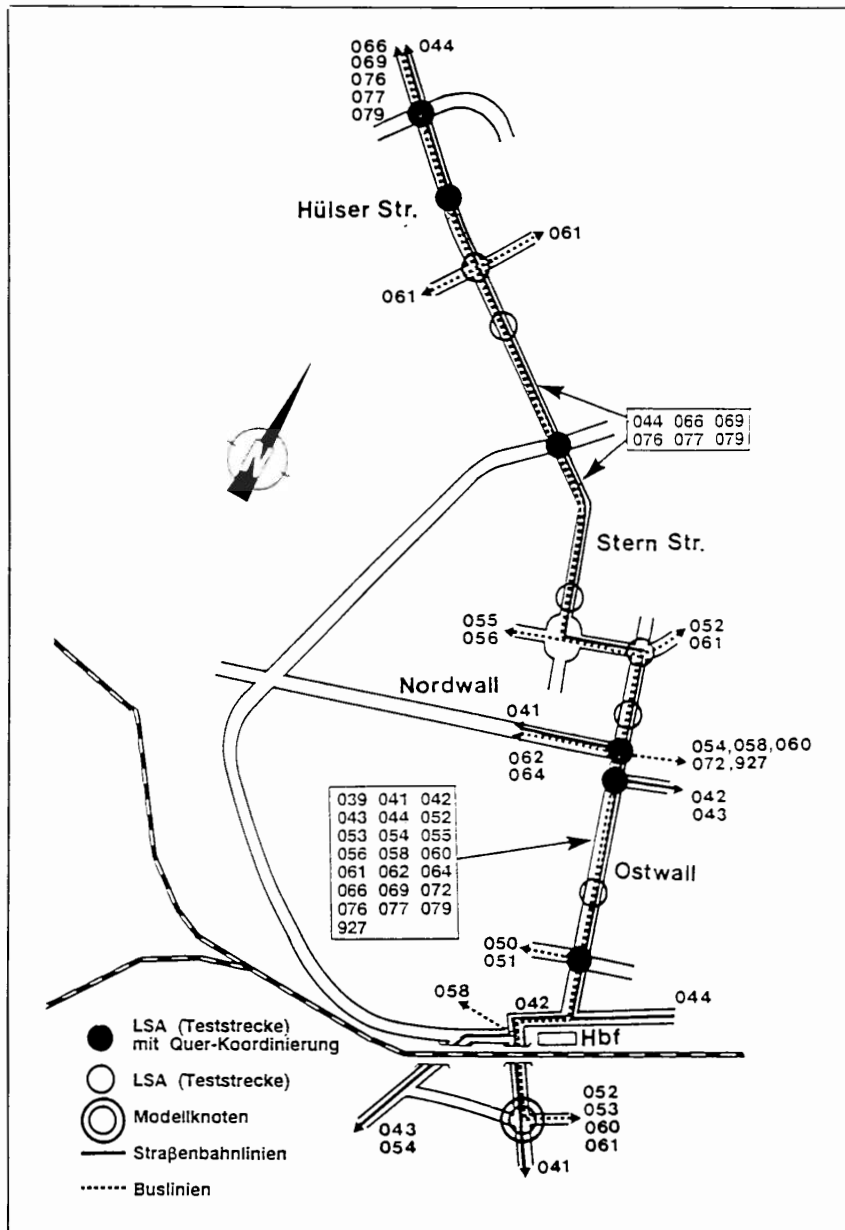 066 044
069
076
077
079
Hülser Str.
061
061
044 066 069
076 077 079
N
Stern Str.
055
056
052
061
Nordwall
041
062
064
054,058,060
072,927
042
043
039 041 042
043 044 052
053 054 055
056 058 060
061 062 064
066 069 072
076 077 079
927
Ostwall
050
051
058
042
044
Hbf
LSA (Teststrecke)
mit Quer-Koordinierung
LSA (Teststrecke)
Modellknoten
Straßenbahnlinien
Buslinien
043
054
052
053
060
061
041